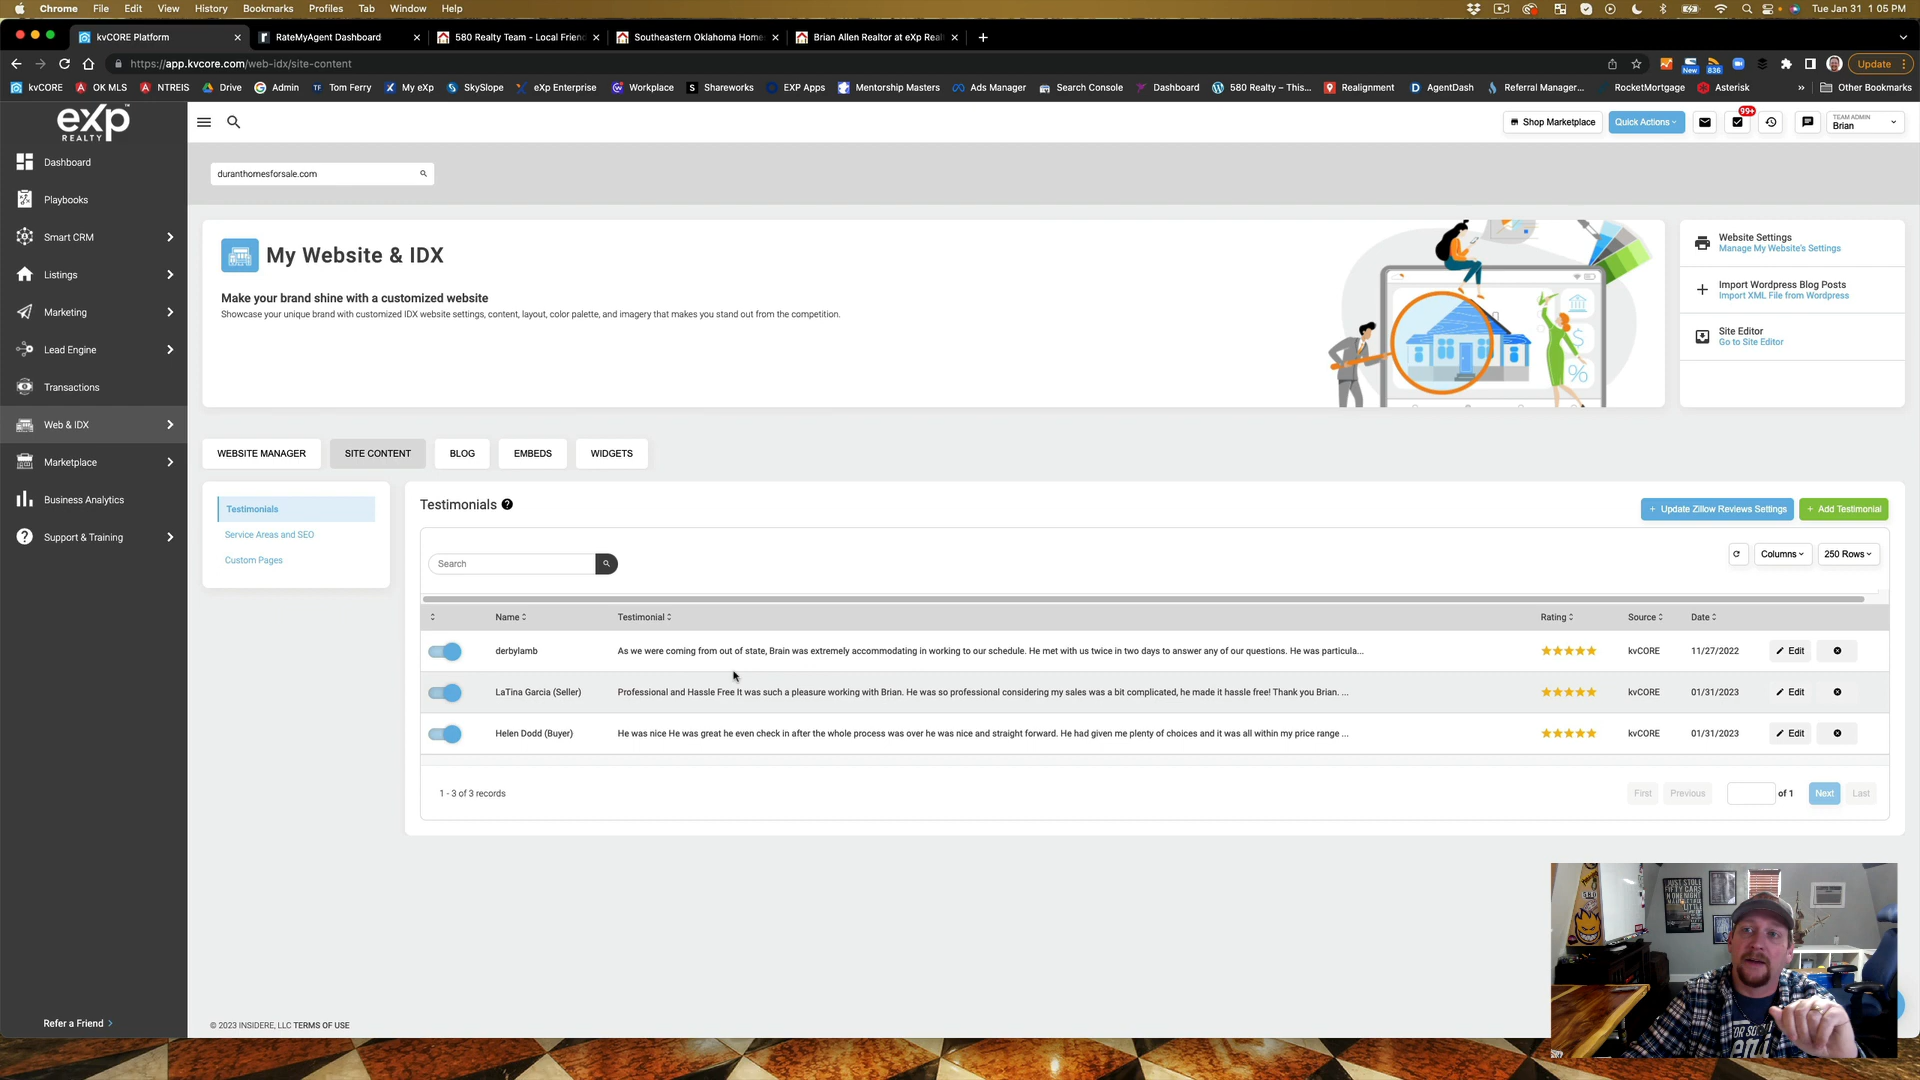 Chrome File Edit View History Bookmarks Profiles Tab Window Help
Tue Jan 31 1:05 PM
kvCORE Platform
RateMyAgent Dashboard
580 Realty Team - Local Frien
Southeastern Oklahoma Home
Brian Allen Realtor at eXp Real
https://app.kvcore.com/web-idx/site-content
New
836
Update
kvCORE OK MLS NTREIS Drive Admin Tom Ferry My eXp SkySlope eXp Enterprise Workplace Shareworks EXP Apps Mentorship Masters Ads Manager Search Console Dashboard 580 Realty – This... Realignment AgentDash Referral Manager... RocketMortgage Asterisk » Other Bookmarks
eXp
REALTY
Dashboard
Playbooks
Smart CRM
Listings
Marketing
Lead Engine
Transactions
Web & IDX
Marketplace
Business Analytics
Support & Training
Refer a Friend
Shop Marketplace
Quick Actions
99+
TEAM ADMIN
Brian
duranthomesforsale.com
My Website & IDX
Make your brand shine with a customized website
Showcase your unique brand with customized IDX website settings, content, layout, color palette, and imagery that makes you stand out from the competition.
Website Settings
Manage My Website's Settings
Import Wordpress Blog Posts
Import XML File from Wordpress
Site Editor
Go to Site Editor
WEBSITE MANAGER
SITE CONTENT
BLOG
EMBEDS
WIDGETS
Testimonials
Service Areas and SEO
Custom Pages
Testimonials
+ Update Zillow Reviews Settings
+ Add Testimonial
Search
Columns
250 Rows
Name Testimonial Rating Source Date
derbylamb As we were coming from out of state, Brain was extremely accommodating in working to our schedule. He met with us twice in two days to answer any of our questions. He was particula... kvCORE 11/27/2022 Edit
LaTina Garcia (Seller) Professional and Hassle Free It was such a pleasure working with Brian. He was so professional considering my sales was a bit complicated, he made it hassle free! Thank you Brian. ... kvCORE 01/31/2023 Edit
Helen Dodd (Buyer) He was nice He was great he even check in after the whole process was over he was nice and straight forward. He had given me plenty of choices and it was all within my price range ... kvCORE 01/31/2023 Edit
1 - 3 of 3 records
First Previous of 1 Next Last
© 2023 INSIDERE, LLC TERMS OF USE
JUST STOLE
FIFTY CARS